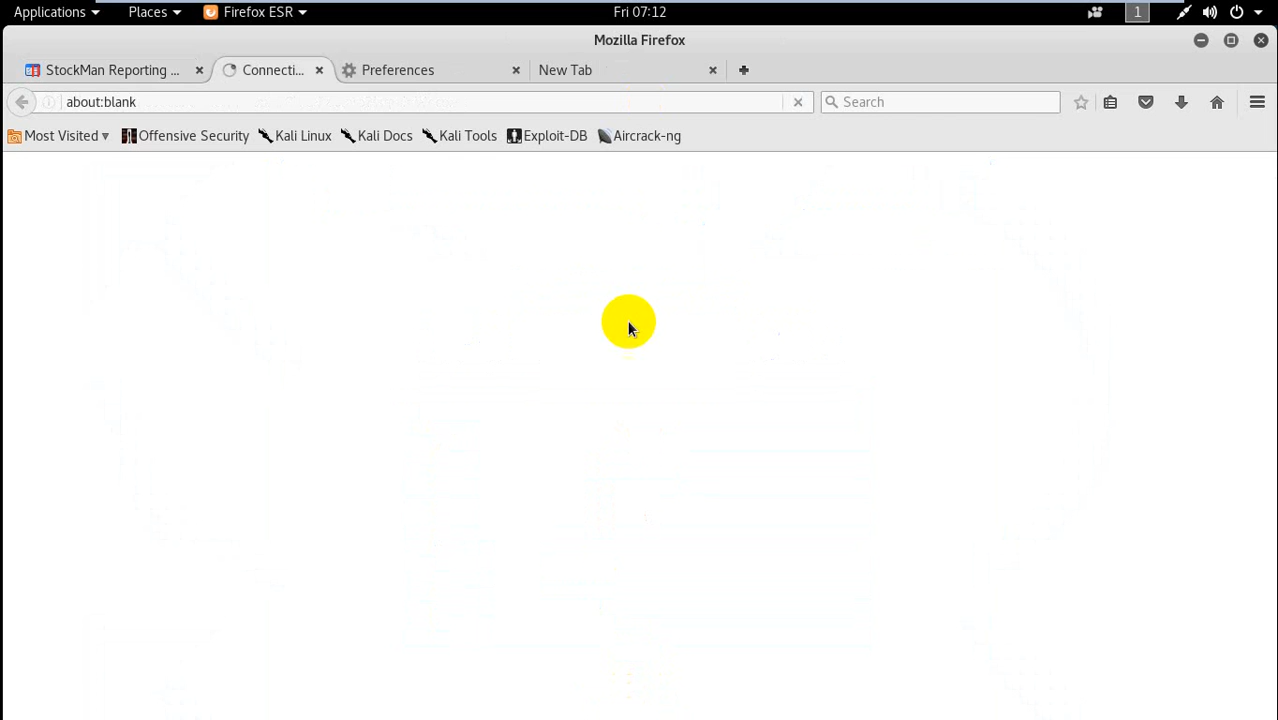 Applications Places Firefox ESR Fri 07:12 1
Mozilla Firefox
StockMan Reporting ... Connecti... Preferences New Tab
about:blank Search
Most Visited Offensive Security Kali Linux Kali Docs Kali Tools Exploit-DB Aircrack-ng